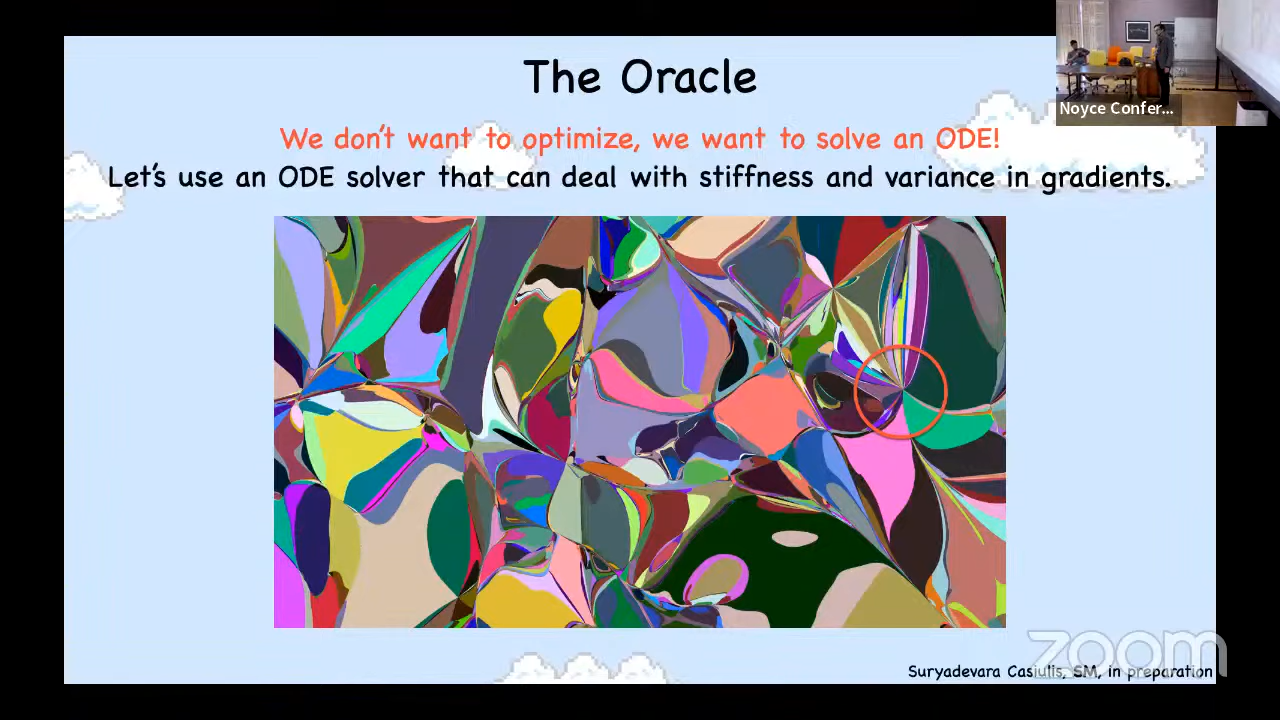 The Oracle
Noyce Confer...
We don't want to optimize, we want to solve an ODE!
Let's use an ODE solver that can deal with stiffness and variance in gradients.
zoom
Suryadevara Casiulis, SM, in preparation